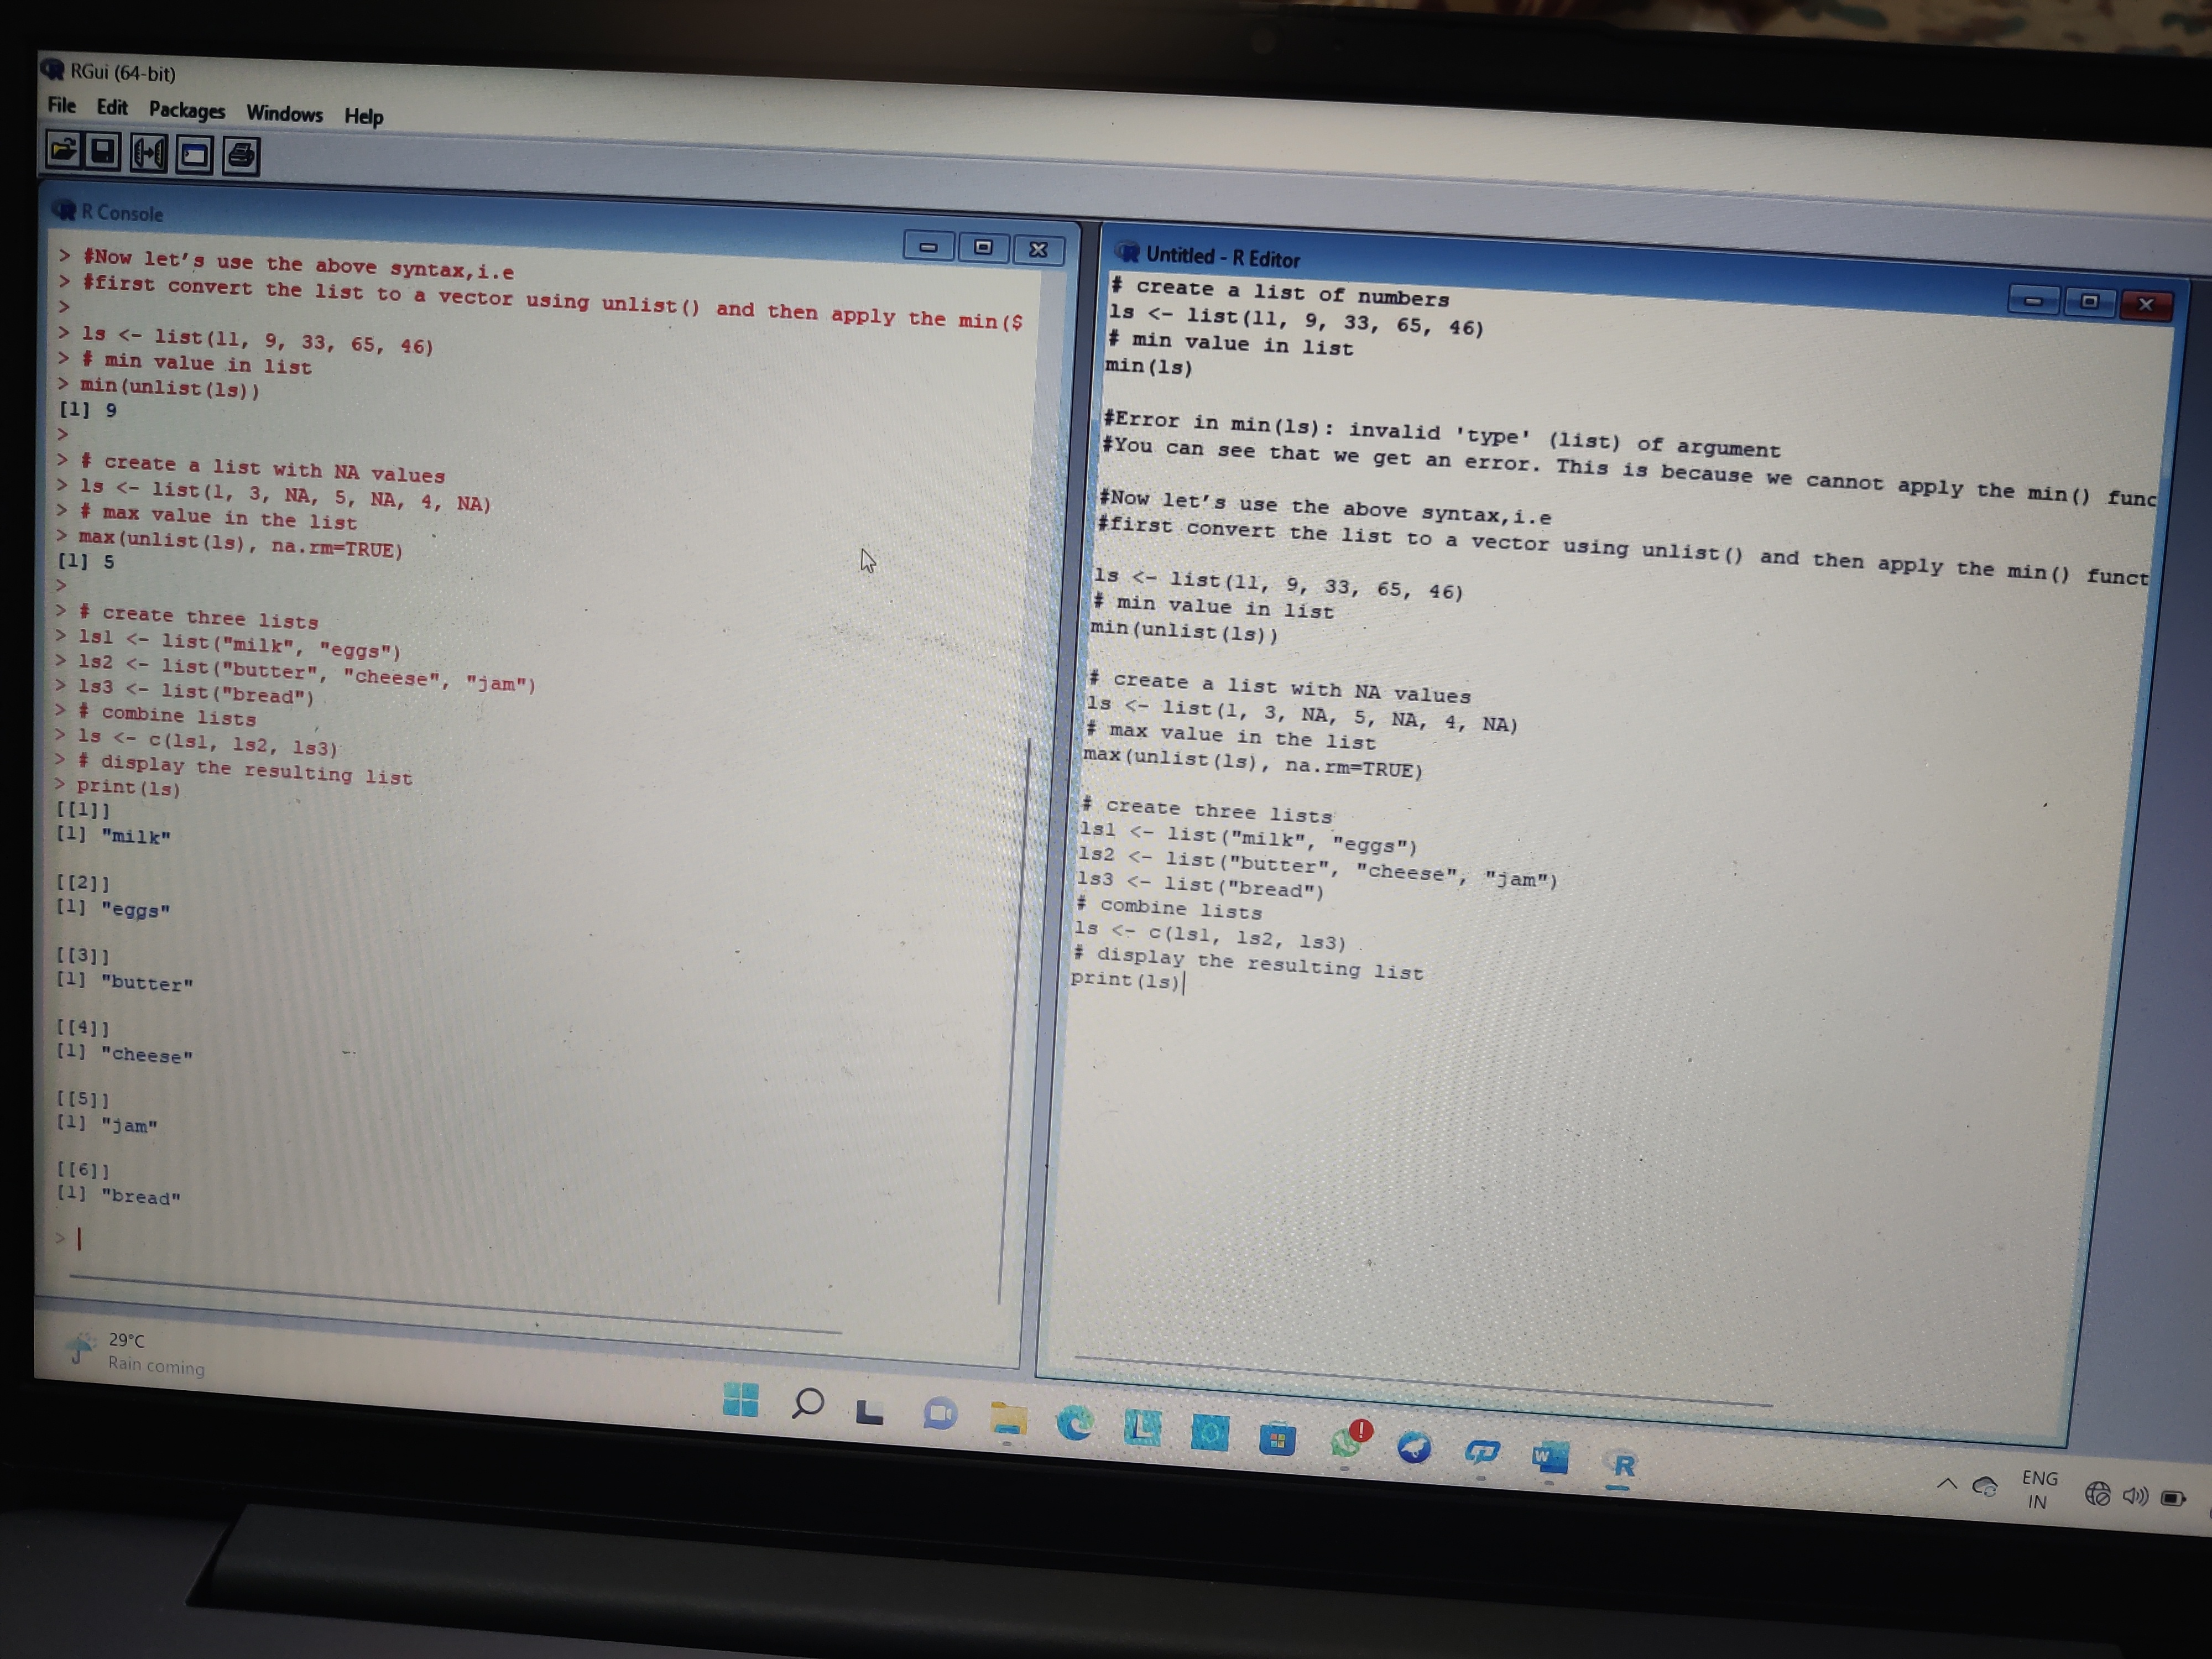 RGui (64-bit)
File Edit Packages Windows Help
R Console
> #Now let's use the above syntax,i.e
> #first convert the list to a vector using unlist() and then apply the min($
>
> ls <- list(11, 9, 33, 65, 46)
> # min value in list
> min(unlist(ls))
[1] 9
>
> # create a list with NA values
> ls <- list(1, 3, NA, 5, NA, 4, NA)
> # max value in the list
> max(unlist(ls), na.rm=TRUE)
[1] 5
>
> # create three lists
> ls1 <- list("milk", "eggs")
> ls2 <- list("butter", "cheese", "jam")
> ls3 <- list("bread")
> # combine lists
> ls <- c(ls1, ls2, ls3)
> # display the resulting list
> print(ls)
[[1]]
[1] "milk"
[[2]]
[1] "eggs"
[[3]]
[1] "butter"
[[4]]
[1] "cheese"
[[5]]
[1] "jam"
[[6]]
[1] "bread"
>
Untitled - R Editor
# create a list of numbers
ls <- list(11, 9, 33, 65, 46)
# min value in list
min(ls)
#Error in min(ls): invalid 'type' (list) of argument
#You can see that we get an error. This is because we cannot apply the min() func
#Now let's use the above syntax,i.e
#first convert the list to a vector using unlist() and then apply the min() funct
ls <- list(11, 9, 33, 65, 46)
# min value in list
min(unlist(ls))
# create a list with NA values
ls <- list(1, 3, NA, 5, NA, 4, NA)
# max value in the list
max(unlist(ls), na.rm=TRUE)
# create three lists
ls1 <- list("milk", "eggs")
ls2 <- list("butter", "cheese", "jam")
ls3 <- list("bread")
# combine lists
ls <- c(ls1, ls2, ls3)
# display the resulting list
print(ls)
29°C
Rain coming
ENG
IN